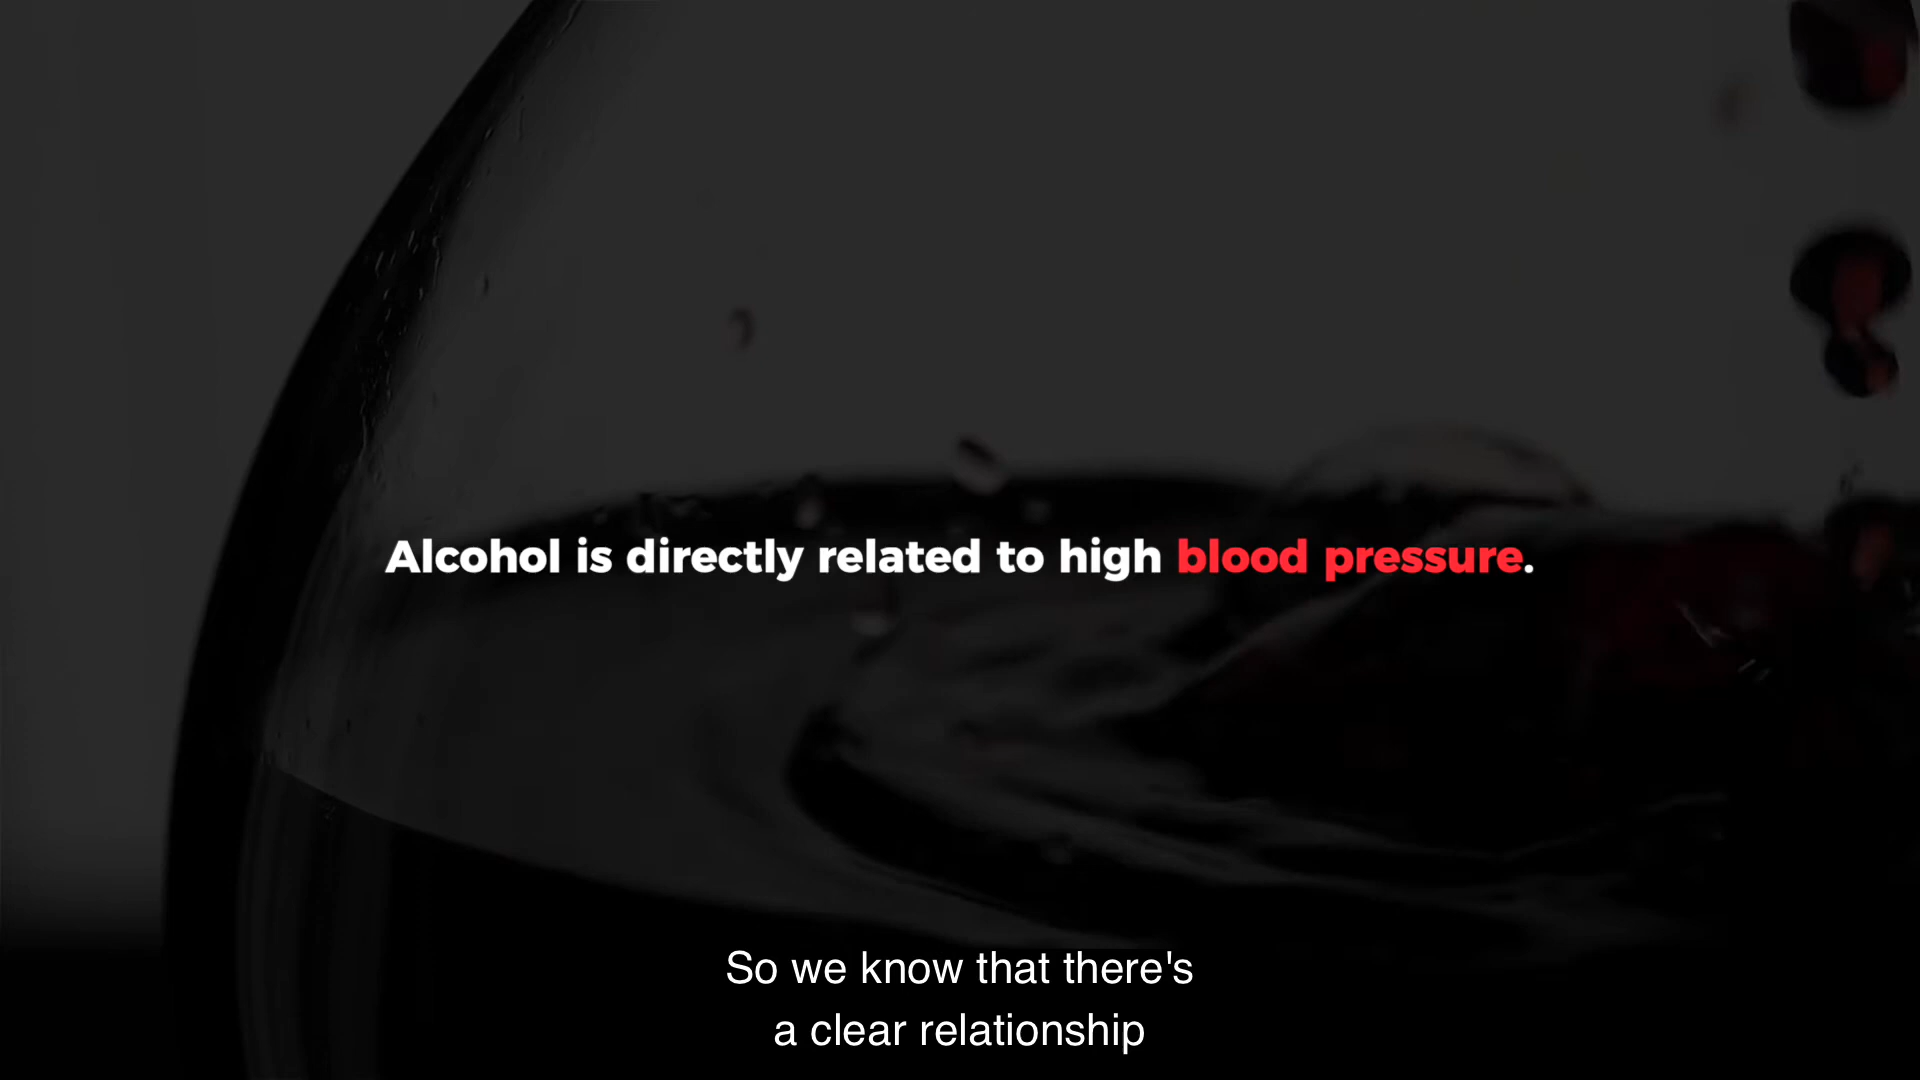 Alcohol is directly related to high blood pressure.
So we know that there's
a clear relationship